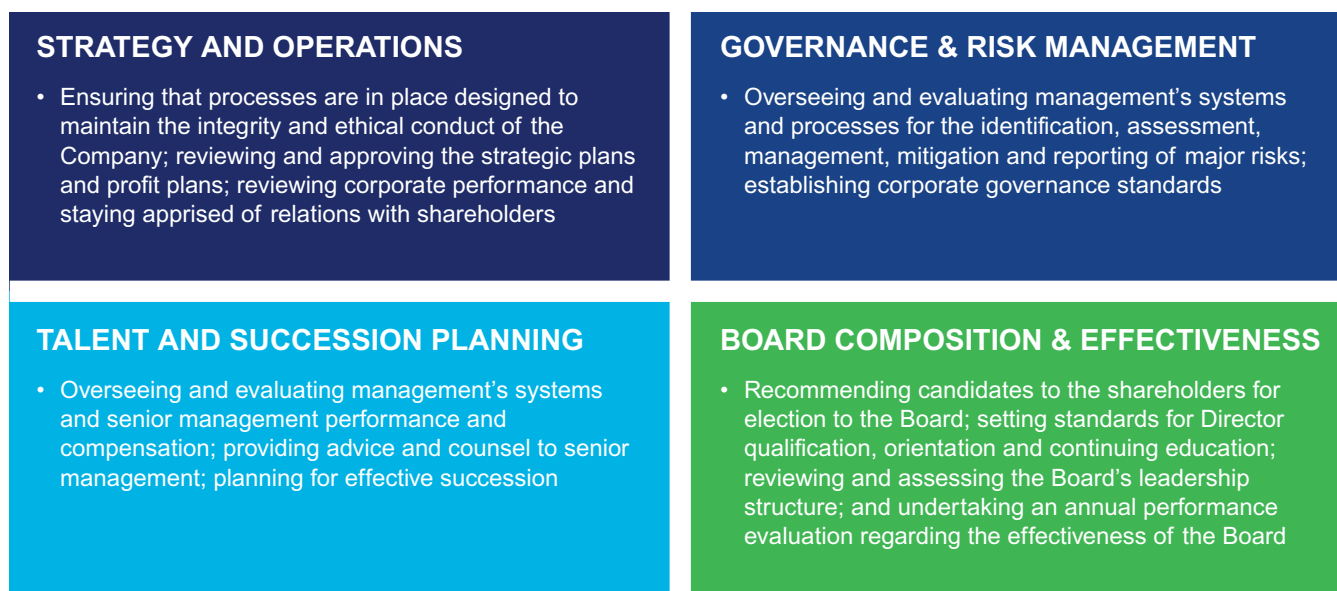 STRATEGY AND OPERATIONS
• Ensuring that processes are in place designed to
maintain the integrity and ethical conduct of the
Company; reviewing and approving the strategic plans
and profit plans; reviewing corporate performance and
staying apprised of relations with shareholders
GOVERNANCE & RISK MANAGEMENT
• Overseeing and evaluating management’s systems
and processes for the identification, assessment,
management, mitigation and reporting of major risks;
establishing corporate governance standards
TALENT AND SUCCESSION PLANNING
• Overseeing and evaluating management’s systems
and senior management performance and
compensation; providing advice and counsel to senior
management; planning for effective succession
BOARD COMPOSITION & EFFECTIVENESS
• Recommending candidates to the shareholders for
election to the Board; setting standards for Director
qualification, orientation and continuing education;
reviewing and assessing the Board’s leadership
structure; and undertaking an annual performance
evaluation regarding the effectiveness of the Board